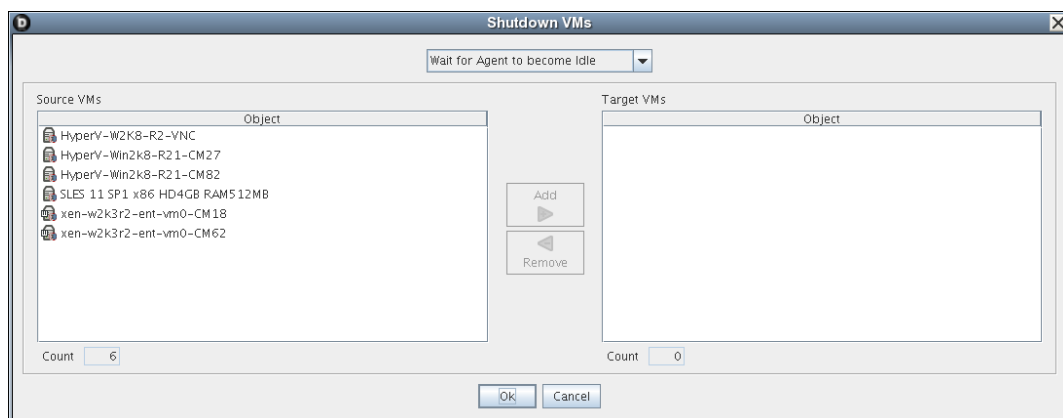 Shutdown VMs
Wait for Agent to become Idle
Source VMs
Object
HyperV-W2K8-R2-VNC
HyperV-Win2k8-R21-CM27
HyperV-Win2k8-R21-CM82
SLES 11 SP1 x86 HD4GB RAM512MB
xen-w2k3r2-ent-vm0-CM18
xen-w2k3r2-ent-vm0-CM62
Count 6
Add
Remove
Target VMs
Object
Count 0
Ok Cancel